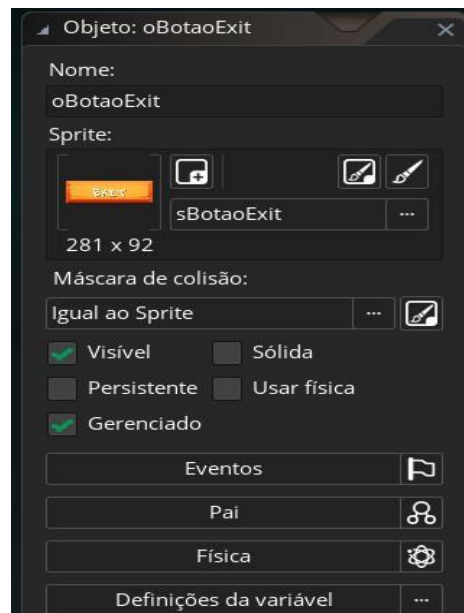 Objeto: oBotaoExit
Nome:
oBotaoExit
Sprite:
EXIT
sBotaoExit
281 x 92
Máscara de colisão:
Igual ao Sprite
Visível Sólida
Persistente Usar física
Gerenciado
Eventos
Pai
Física
Definições da variável